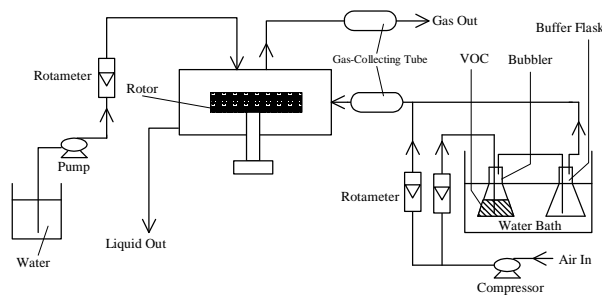 Gas Out
Buffer Flask
Gas-Collecting Tube
VOC
Bubbler
Rotameter
Rotor
Pump
Rotameter
Water Bath
Liquid Out
Water
Air In
Compressor